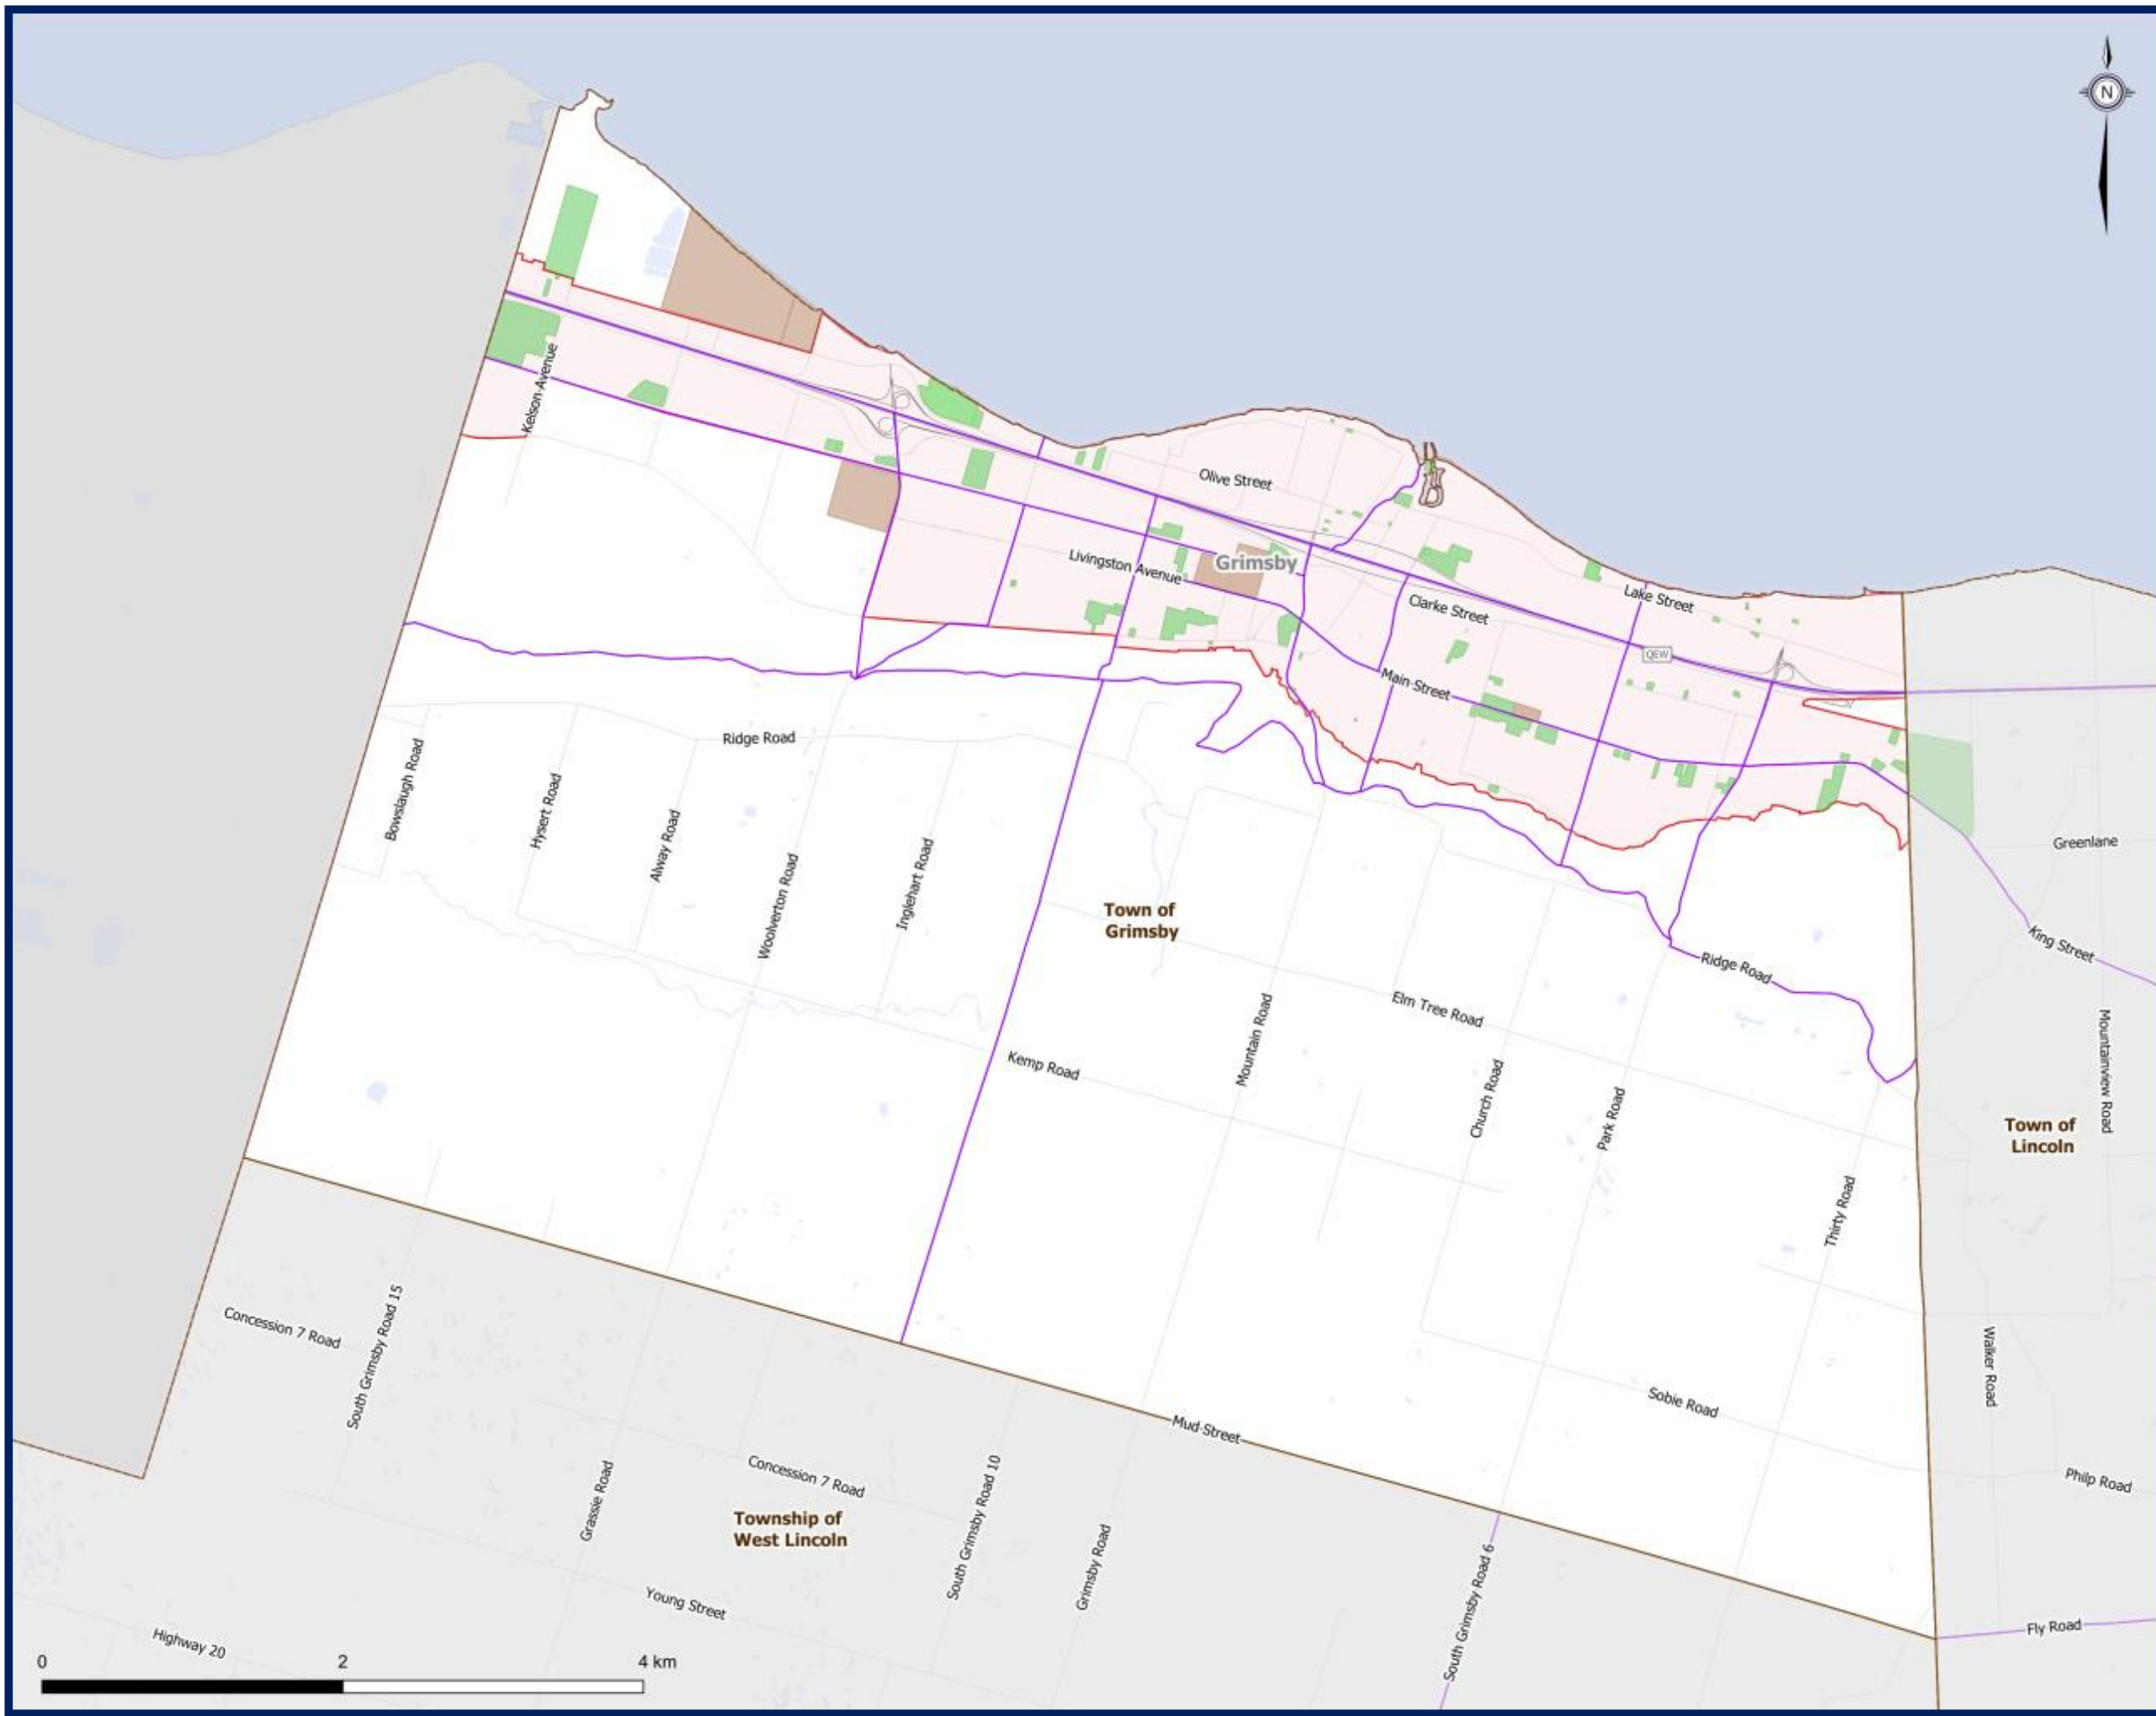 N
Kelson Avenue
Olive Street
Livingston Avenue
Grimsby
Clarke Street
Lake Street
QEW
Main Street
Ridge Road
Bowslaugh Road
Hysert Road
Alway Road
Woolverton Road
Inglehart Road
Greenlane
Town of
Grimsby
King Street
Ridge Road
Elm Tree Road
Mountain Road
Kemp Road
Church Road
Park Road
Mountainview Road
Town of
Lincoln
Thirty Road
Concession 7 Road
South Grimsby Road 15
Walker Road
Sobie Road
Mud Street
Philp Road
Concession 7 Road
Grassie Road
South Grimsby Road 10
Township of
West Lincoln
Grimsby Road
South Grimsby Road 6
Young Street
Fly Road
Highway 20
0 2 4 km